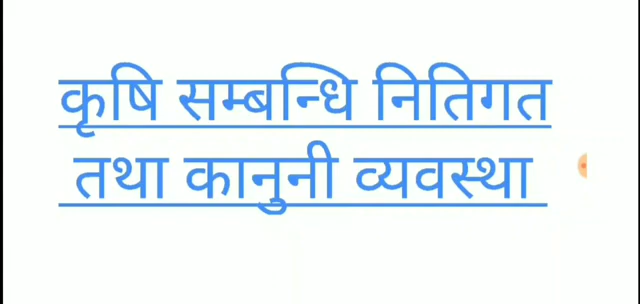 कृषि सम्बन्धि नितिगत
तथा कानुनी व्यवस्था